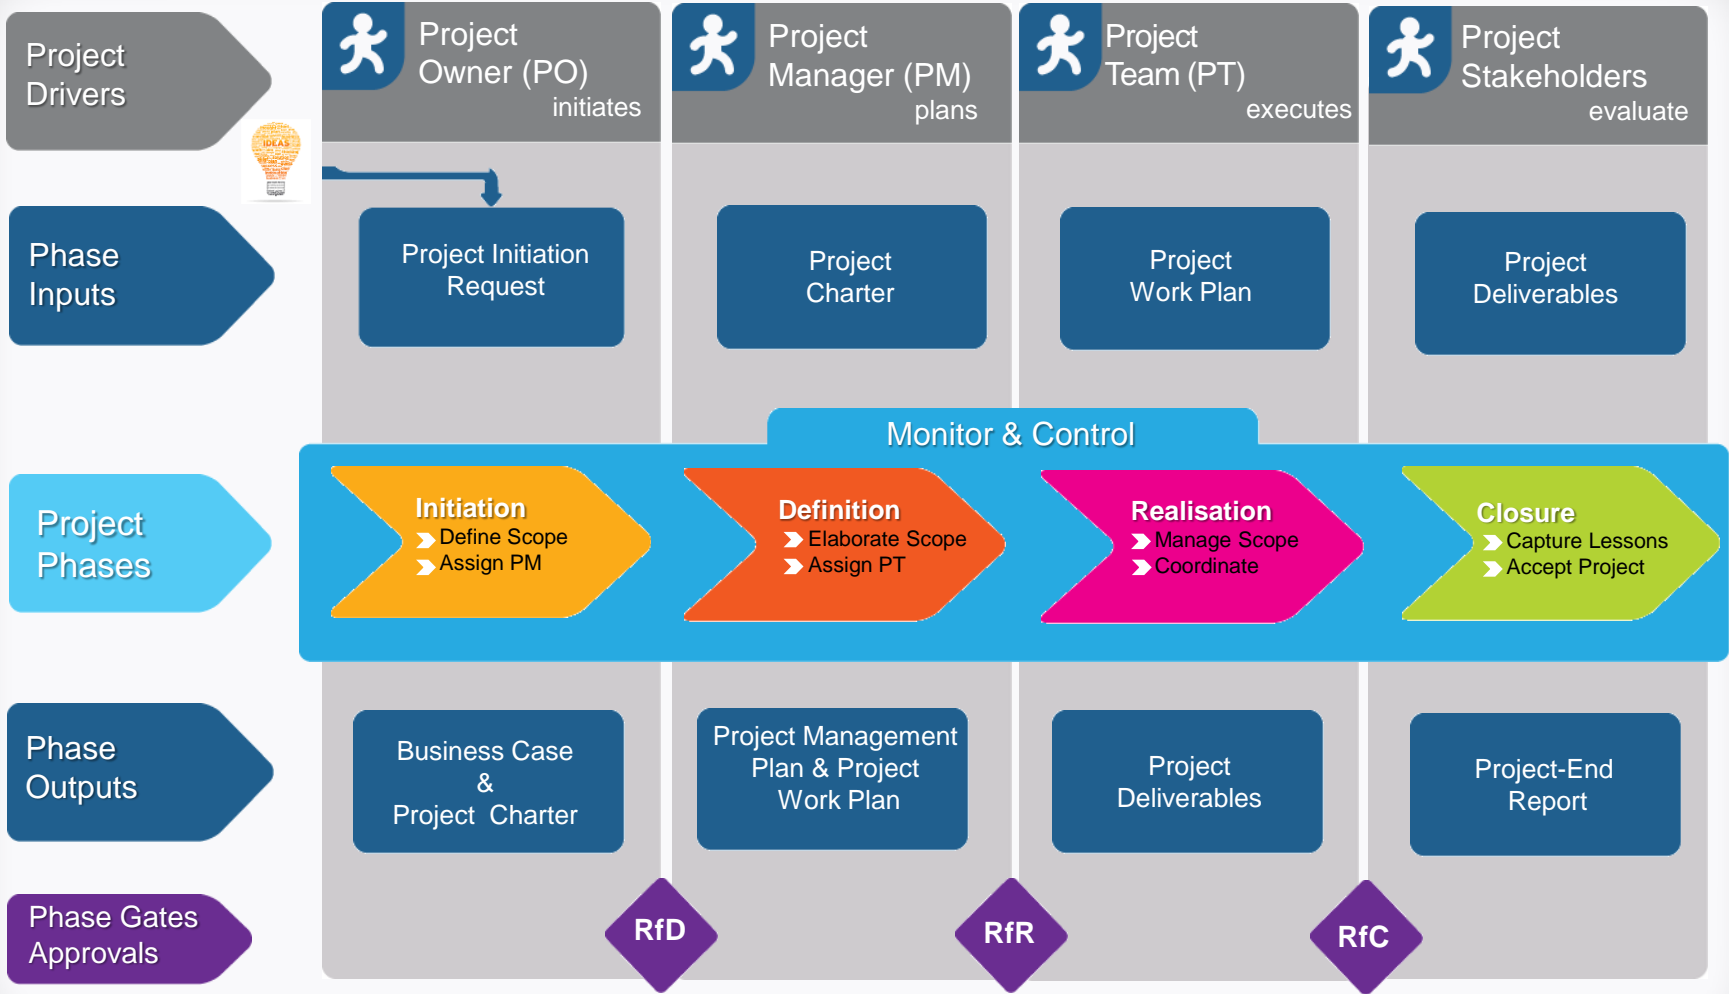 Project
Drivers
Project
Owner (PO)
initiates
Project
Manager (PM)
plans
Project
Team (PT)
executes
Project
Stakeholders
evaluate
IDEAS
Phase
Inputs
Project Initiation
Request
Project
Charter
Project
Work Plan
Project
Deliverables
Monitor & Control
Project
Phases
Initiation
Define Scope
Assign PM
Definition
Elaborate Scope
Assign PT
Realisation
Manage Scope
Coordinate
Closure
Capture Lessons
Accept Project
Phase
Outputs
Business Case
&
Project Charter
Project Management
Plan & Project
Work Plan
Project
Deliverables
Project-End
Report
Phase Gates
Approvals
RfD
RfR
RfC